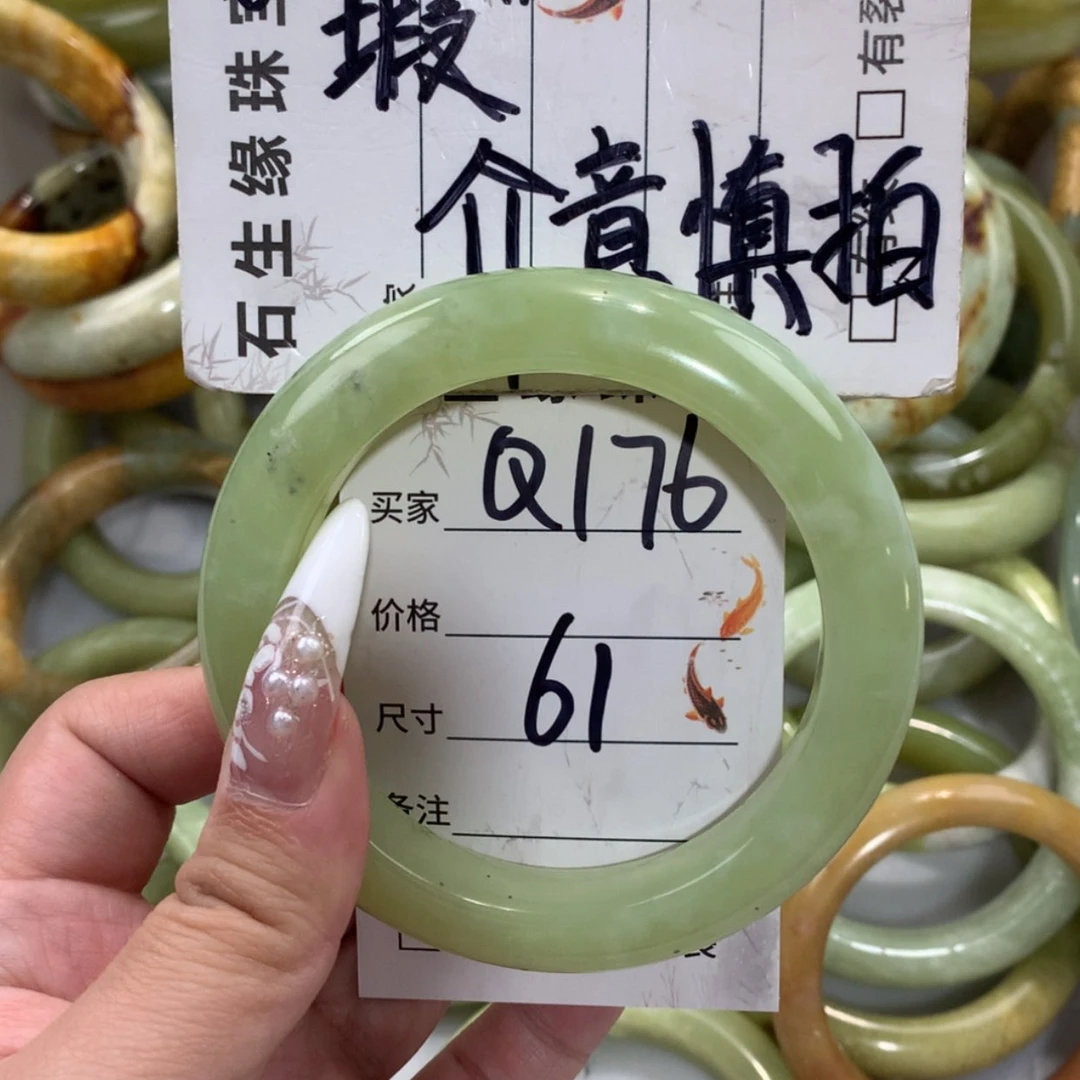 石生缘珠宝
瑕
介意慎拍
有裂
买家 Q176
价格
尺寸 61
备注